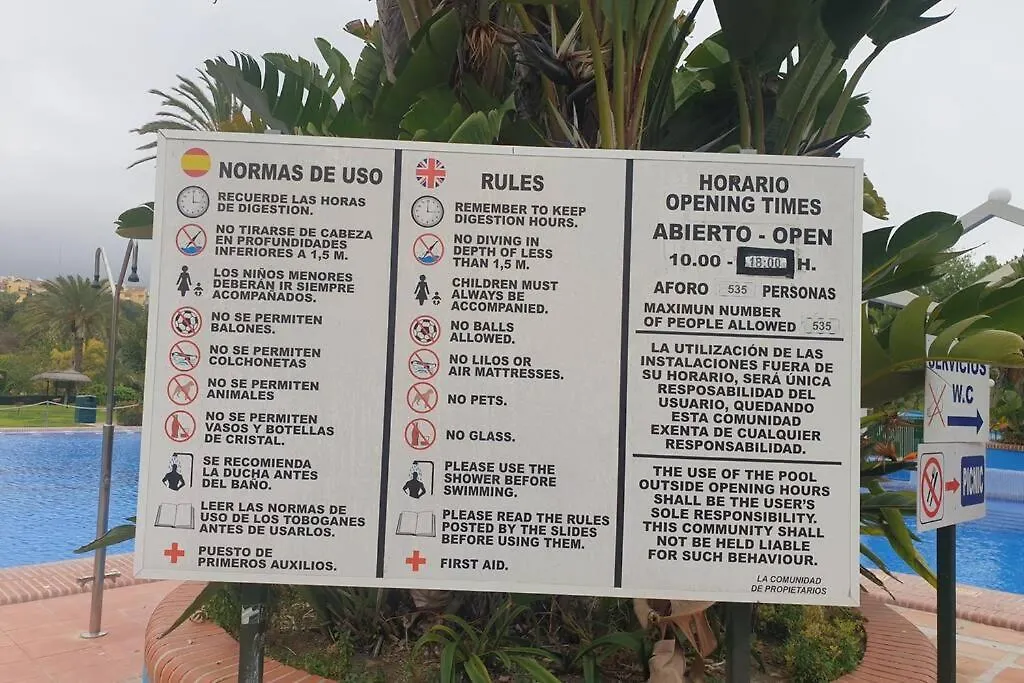 NORMAS DE USO
RECUERDE LAS HORAS
DE DIGESTION.
NO TIRARSE DE CABEZA
EN PROFUNDIDADES
INFERIORES A 1,5 M.
LOS NIÑOS MENORES
DEBERÁN IR SIEMPRE
ACOMPAÑADOS.
NO SE PERMITEN
BALONES.
NO SE PERMITEN
COLCHONETAS
NO SE PERMITEN
ANIMALES
NO SE PERMITEN
VASOS Y BOTELLAS
DE CRISTAL.
SE RECOMIENDA
LA DUCHA ANTES
DEL BAÑO.
LEER LAS NORMAS DE
USO DE LOS TOBOGANES
ANTES DE USARLOS.
PUESTO DE
PRIMEROS AUXILIOS.
RULES
REMEMBER TO KEEP
DIGESTION HOURS.
NO DIVING IN
DEPTH OF LESS
THAN 1,5 M.
CHILDREN MUST
ALWAYS BE
ACCOMPANIED.
NO BALLS
ALLOWED.
NO LILOS OR
AIR MATTRESSES.
NO PETS.
NO GLASS.
PLEASE USE THE
SHOWER BEFORE
SWIMMING.
PLEASE READ THE RULES
POSTED BY THE SLIDES
BEFORE USING THEM.
FIRST AID.
HORARIO
OPENING TIMES
ABIERTO - OPEN
10.00 - 18:00 H.
AFORO 535 PERSONAS
MAXIMUN NUMBER
OF PEOPLE ALLOWED 535
LA UTILIZACIÓN DE LAS
INSTALACIONES FUERA DE
SU HORARIO, SERÁ ÚNICA
RESPOSABILIDAD DEL
USUARIO, QUEDANDO
ESTA COMUNIDAD
EXENTA DE CUALQUIER
RESPONSABILIDAD.
THE USE OF THE POOL
OUTSIDE OPENING HOURS
SHALL BE THE USER'S
SOLE RESPONSIBILITY.
THIS COMMUNITY SHALL
NOT BE HELD LIABLE
FOR SUCH BEHAVIOUR.
LA COMUNIDAD
DE PROPIETARIOS
SERVICIOS
W.C
PICNIC